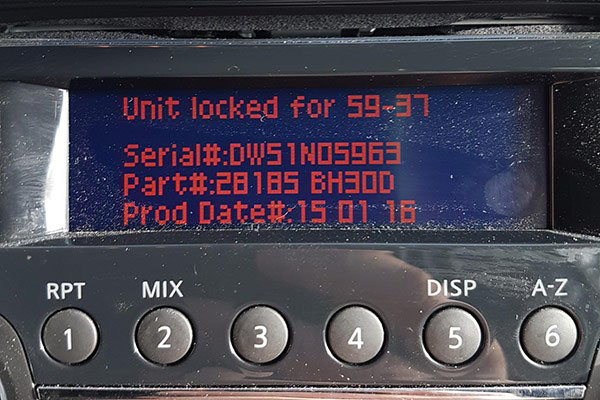 Unit locked for 59-37
Serial#:DW51N05963
Part#:28185 BH30D
Prod Date#:15 01 16
RPT MIX DISP A-Z
1 2 3 4 5 6